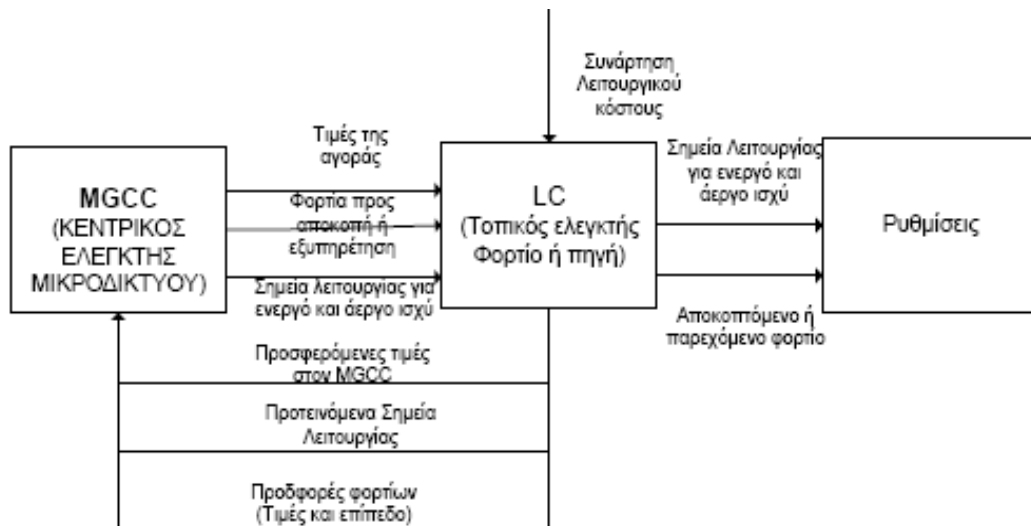 Συνάρτηση
Λειτουργικού
κόστους
Τιμές της
αγοράς
Σημεία Λειτουργίας
για ενεργό και
άεργο ισχύ
MGCC
(ΚΕΝΤΡΙΚΟΣ
ΕΛΕΓΚΤΗΣ
ΜΙΚΡΟΔΙΚΤΥΟΥ)
Φορτία προς
αποκοπή ή
εξυπηρέτηση
LC
(Τοπικός ελεγκτής
Φορτίο ή πηγή)
Ρυθμίσεις
Σημεία λειτουργίας για
ενεργό και άεργο ισχύ
Αποκοπτόμενο ή
παρεχόμενο φορτίο
Προσφερόμενες τιμές
στον MGCC
Προτεινόμενα Σημεία
Λειτουργίας
Προδφορές φορτίων
(Τιμές και επίπεδο)